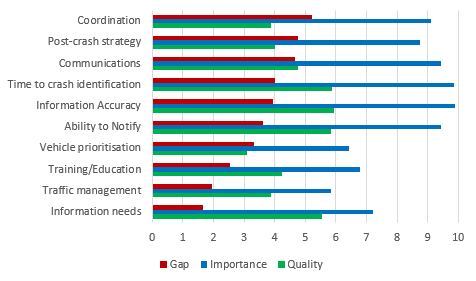 Coordination
Post-crash strategy
Communications
Time to crash identification
Information Accuracy
Ability to Notify
Vehicle prioritisation
Training/Education
Traffic management
Information needs
0 1 2 3 4 5 6 7 8 9 10
Gap Importance Quality